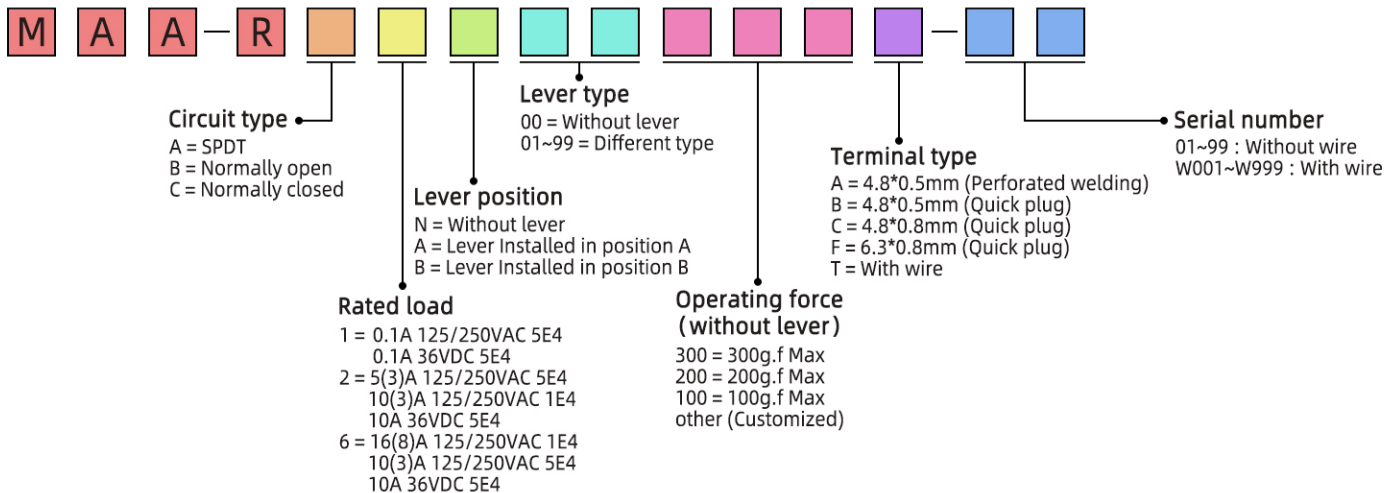 M A A — R —
Lever type
00 = Without lever
01~99 = Different type
Circuit type
A = SPDT
B = Normally open
C = Normally closed
Serial number
01~99 : Without wire
W001~W999 : With wire
Terminal type
A = 4.8*0.5mm (Perforated welding)
B = 4.8*0.5mm (Quick plug)
C = 4.8*0.8mm (Quick plug)
F = 6.3*0.8mm (Quick plug)
T = With wire
Lever position
N = Without lever
A = Lever Installed in position A
B = Lever Installed in position B
Rated load
1 = 0.1A 125/250VAC 5E4
0.1A 36VDC 5E4
2 = 5(3)A 125/250VAC 5E4
10(3)A 125/250VAC 1E4
10A 36VDC 5E4
6 = 16(8)A 125/250VAC 1E4
10(3)A 125/250VAC 5E4
10A 36VDC 5E4
Operating force
(without lever)
300 = 300g.f Max
200 = 200g.f Max
100 = 100g.f Max
other (Customized)